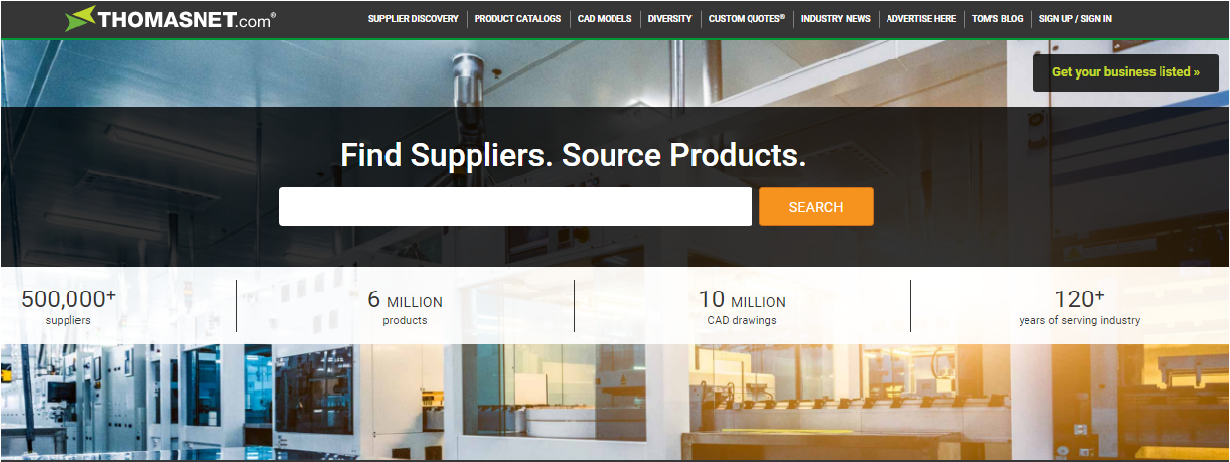 THOMASNET.com®
SUPPLIER DISCOVERY
PRODUCT CATALOGS
CAD MODELS
DIVERSITY
CUSTOM QUOTES®
INDUSTRY NEWS
ADVERTISE HERE
TOM'S BLOG
SIGN UP / SIGN IN
Get your business listed »
Find Suppliers. Source Products.
SEARCH
500,000+
suppliers
6 MILLION
products
10 MILLION
CAD drawings
120+
years of serving industry